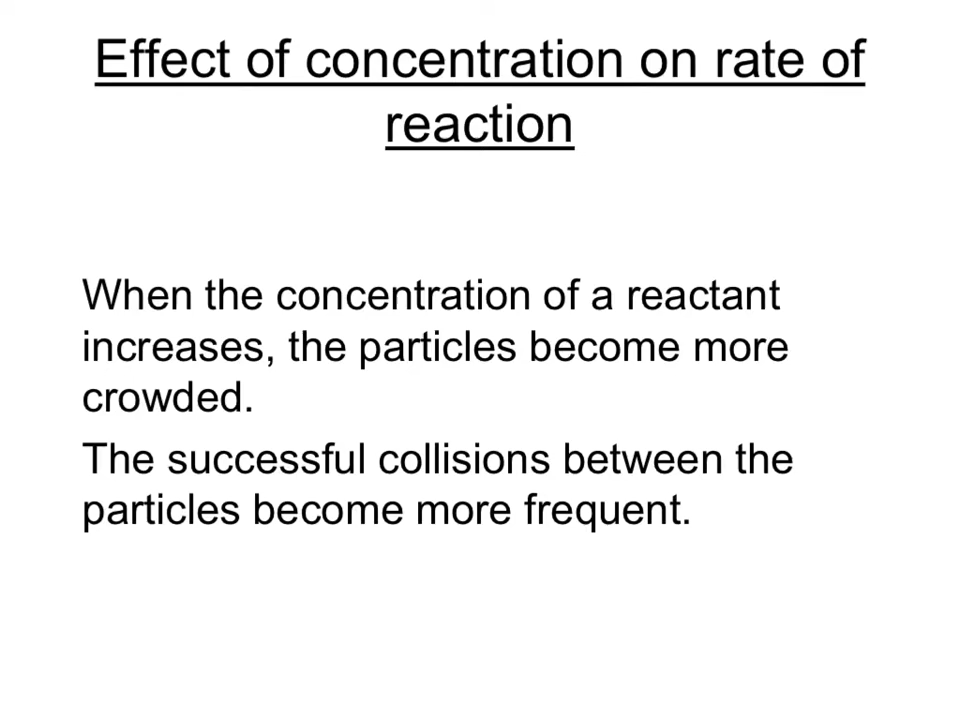 Effect of concentration on rate of
reaction
When the concentration of a reactant
increases, the particles become more
crowded.
The successful collisions between the
particles become more frequent.